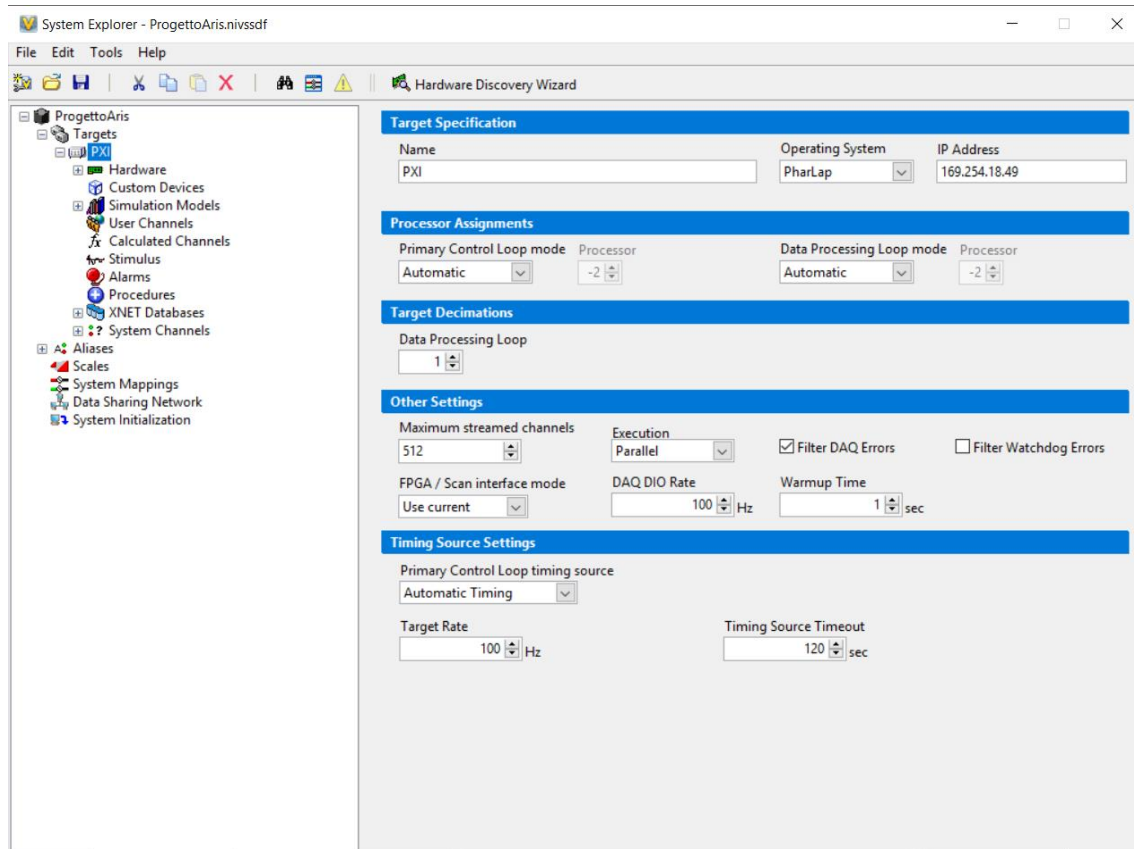 System Explorer - ProgettoAris.nivssdf
File Edit Tools Help
Hardware Discovery Wizard
ProgettoAris
Targets
PXI
Hardware
Custom Devices
Simulation Models
User Channels
fx Calculated Channels
Stimulus
Alarms
Procedures
XNET Databases
System Channels
Aliases
Scales
System Mappings
Data Sharing Network
System Initialization
Target Specification
Name Operating System IP Address
PXI PharLap 169.254.18.49
Processor Assignments
Primary Control Loop mode Processor Data Processing Loop mode Processor
Automatic -2 Automatic -2
Target Decimations
Data Processing Loop
1
Other Settings
Maximum streamed channels Execution
512 Parallel Filter DAQ Errors Filter Watchdog Errors
FPGA / Scan interface mode DAQ DIO Rate Warmup Time
Use current 100 Hz 1 sec
Timing Source Settings
Primary Control Loop timing source
Automatic Timing
Target Rate Timing Source Timeout
100 Hz 120 sec